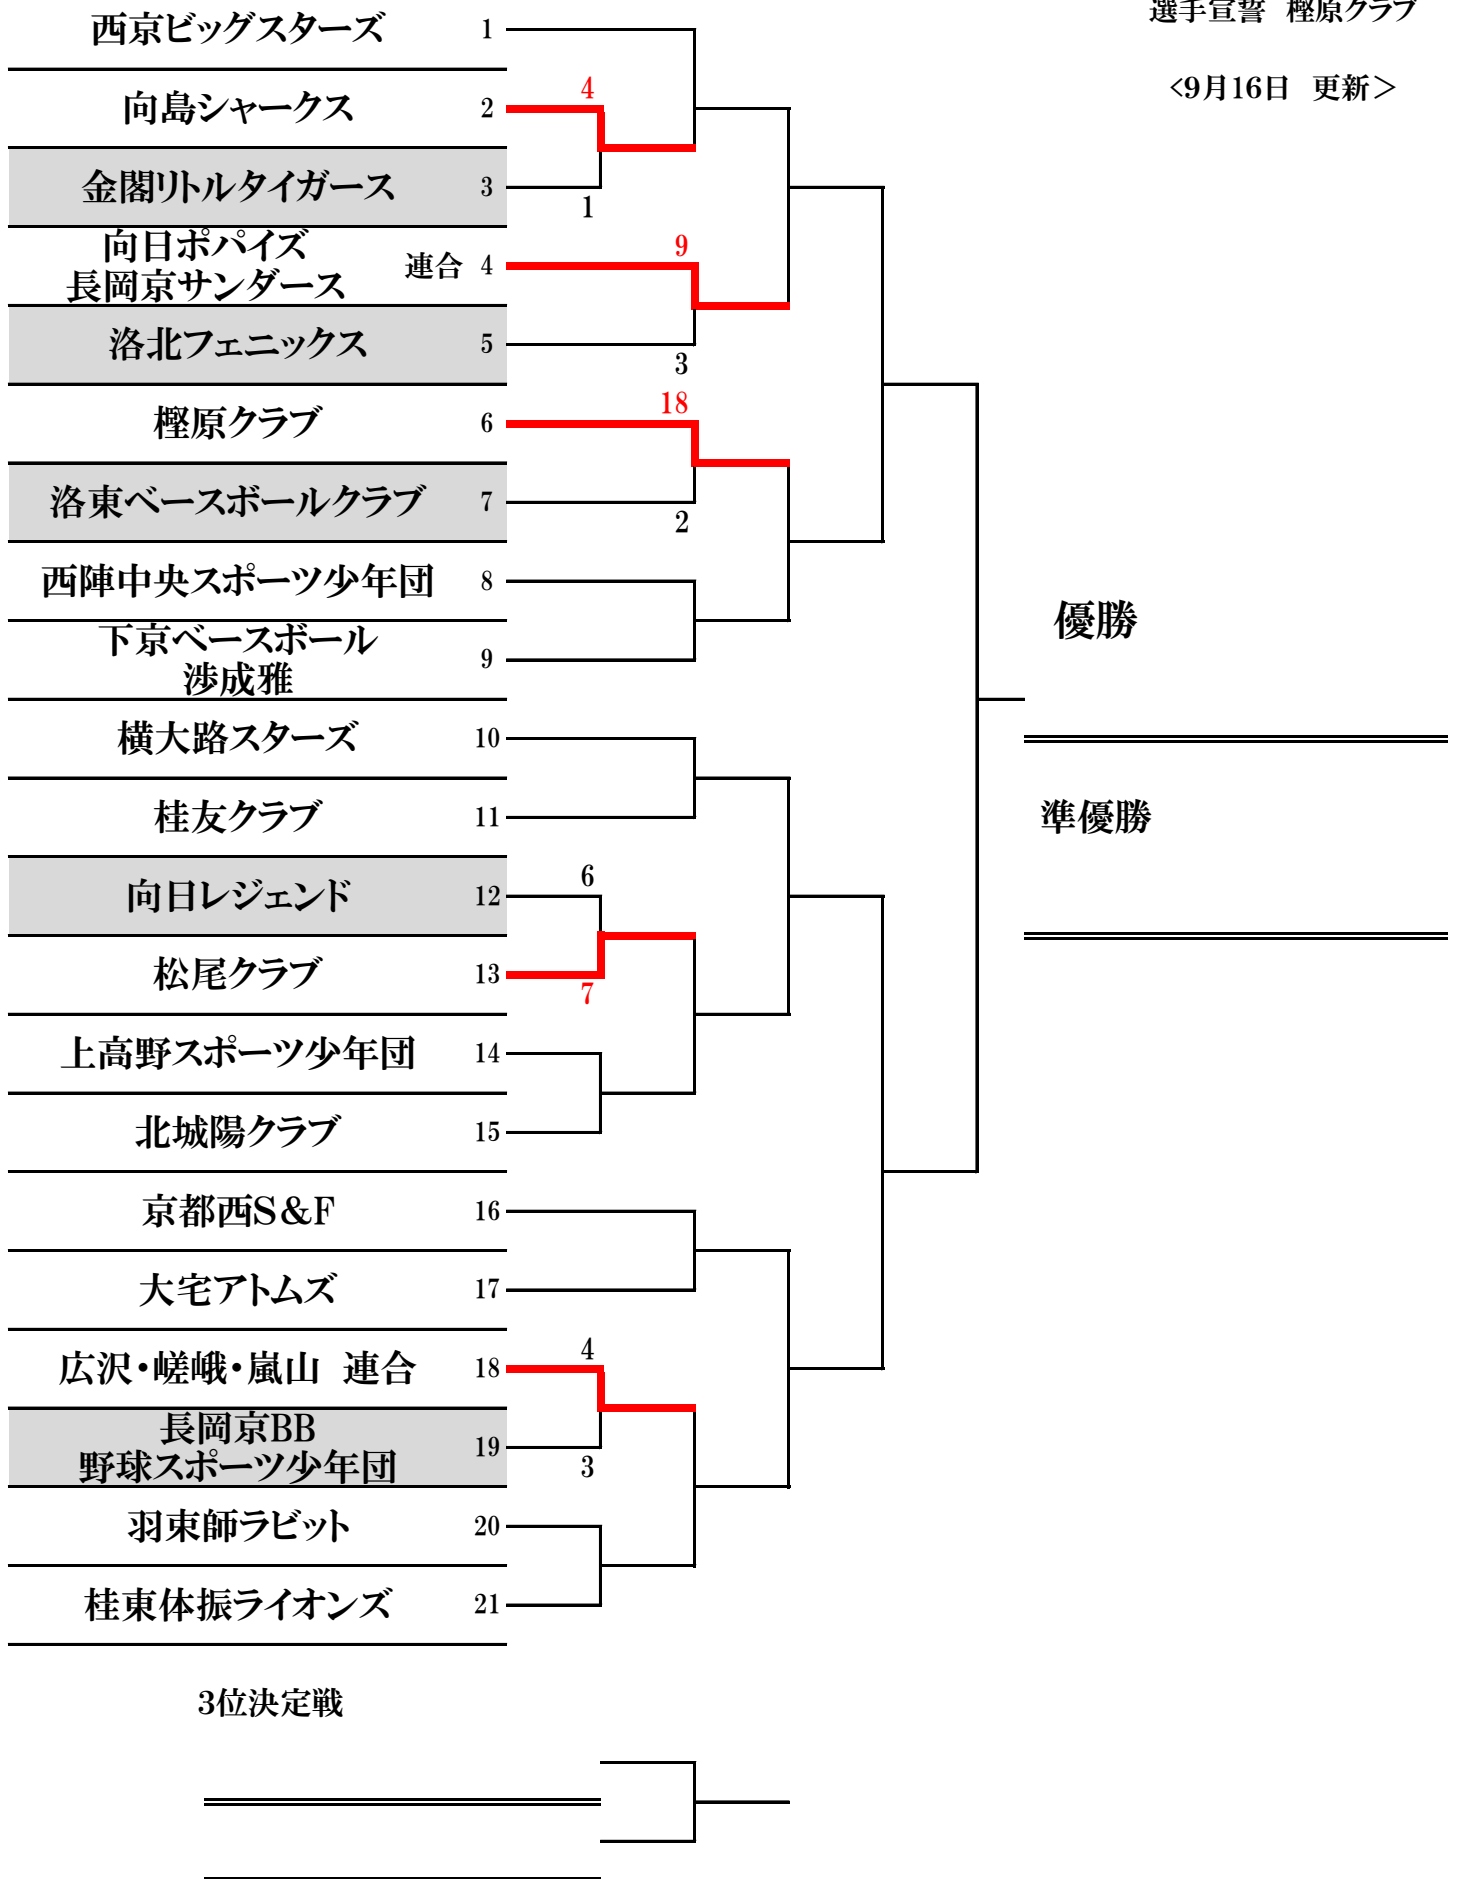 選手宣誓 樫原クラブ
<9月16日 更新＞
西京ビッグスターズ 1
向島シャークス 2
4
金閣リトルタイガース 3
1
向日ポパイズ
長岡京サンダース
連合 4
9
洛北フェニックス 5
3
樫原クラブ 6
18
洛東ベースボールクラブ 7
2
西陣中央スポーツ少年団 8
下京ベースボール
渉成雅
9
横大路スターズ 10
桂友クラブ 11
向日レジェンド 12
6
松尾クラブ 13
7
上高野スポーツ少年団 14
北城陽クラブ 15
京都西S＆F 16
大宅アトムズ 17
広沢・嵯峨・嵐山 連合 18
4
長岡京BB
野球スポーツ少年団
19
3
羽束師ラビット 20
桂東体振ライオンズ 21
優勝
準優勝
3位決定戦